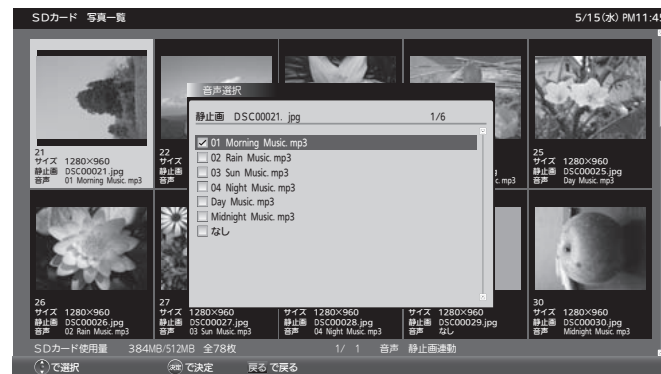 SDカード 写真一覧
5/15(水) PM11:45
音声選択
静止画 DSC00021. jpg 1/6
01 Morning Music. mp3
02 Rain Music. mp3
03 Sun Music. mp3
04 Night Music. mp3
Day Music. mp3
Midnight Music. mp3
なし
21
サイズ 1280×960
静止画 DSC00021.jpg
音声 01 Morning Music. mp3
22
サイズ
静止画
音声
c. mp3
25
サイズ 1280×960
静止画 DSC00025.jpg
音声 Day Music. mp3
26
サイズ 1280×960
静止画 DSC00026.jpg
音声 02 Rain Music. mp3
27
サイズ 1280×960
静止画 DSC00027.jpg
音声 03 Sun Music. mp3
サイズ 1280×960
静止画 DSC00028.jpg
音声 04 Night Music. mp3
サイズ 1280×960
静止画 DSC00029.jpg
音声 なし
30
サイズ 1280×960
静止画 DSC00030.jpg
音声 Midnight Music. mp3
SDカード使用量 384MB/512MB 全78枚 1/ 1 音声 静止画連動
で選択 決定 で決定 戻る で戻る